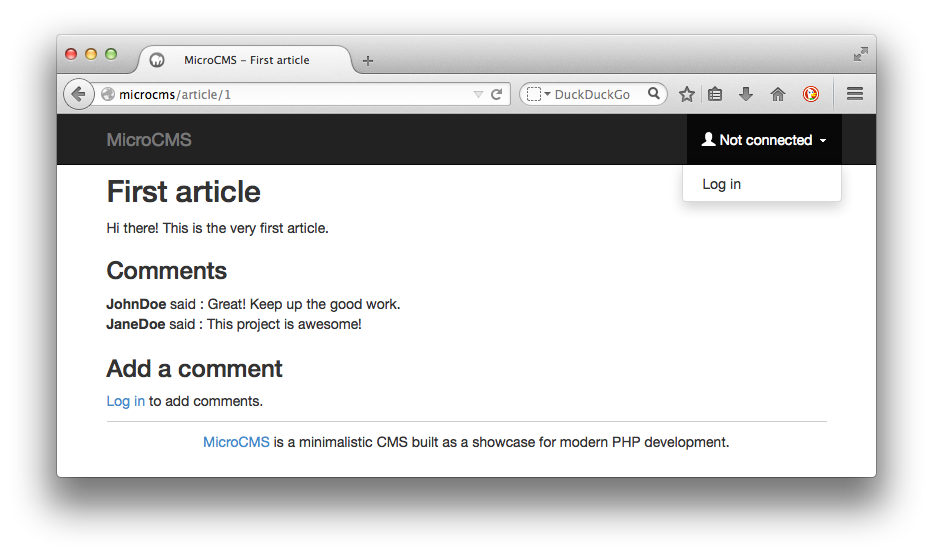 MicroCMS – First article
microcms/article/1
DuckDuckGo
MicroCMS
Not connected
Log in
First article
Hi there! This is the very first article.
Comments
JohnDoe said : Great! Keep up the good work.
JaneDoe said : This project is awesome!
Add a comment
Log in to add comments.
MicroCMS is a minimalistic CMS built as a showcase for modern PHP development.